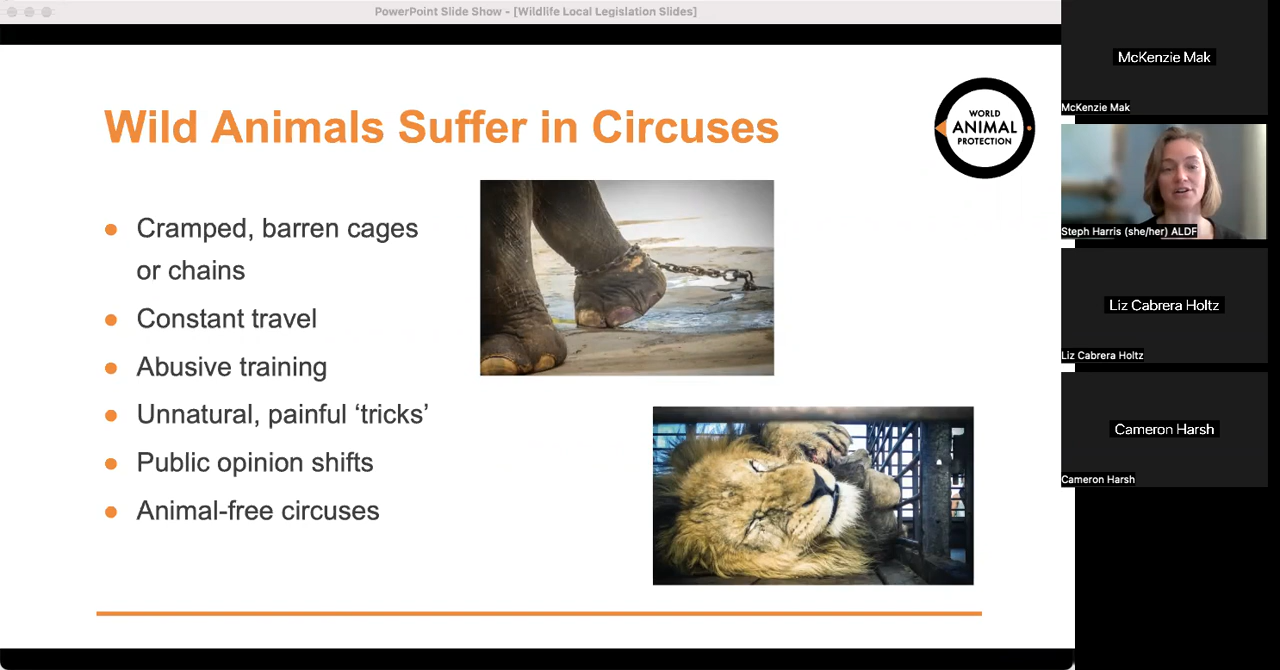 PowerPoint Slide Show - [Wildlife Local Legislation Slides]
Wild Animals Suffer in Circuses
WORLD
ANIMAL
PROTECTION
● Cramped, barren cages
or chains
● Constant travel
● Abusive training
● Unnatural, painful ‘tricks’
● Public opinion shifts
● Animal-free circuses
McKenzie Mak
McKenzie Mak
Steph Harris (she/her) ALDF
Liz Cabrera Holtz
Liz Cabrera Holtz
Cameron Harsh
Cameron Harsh